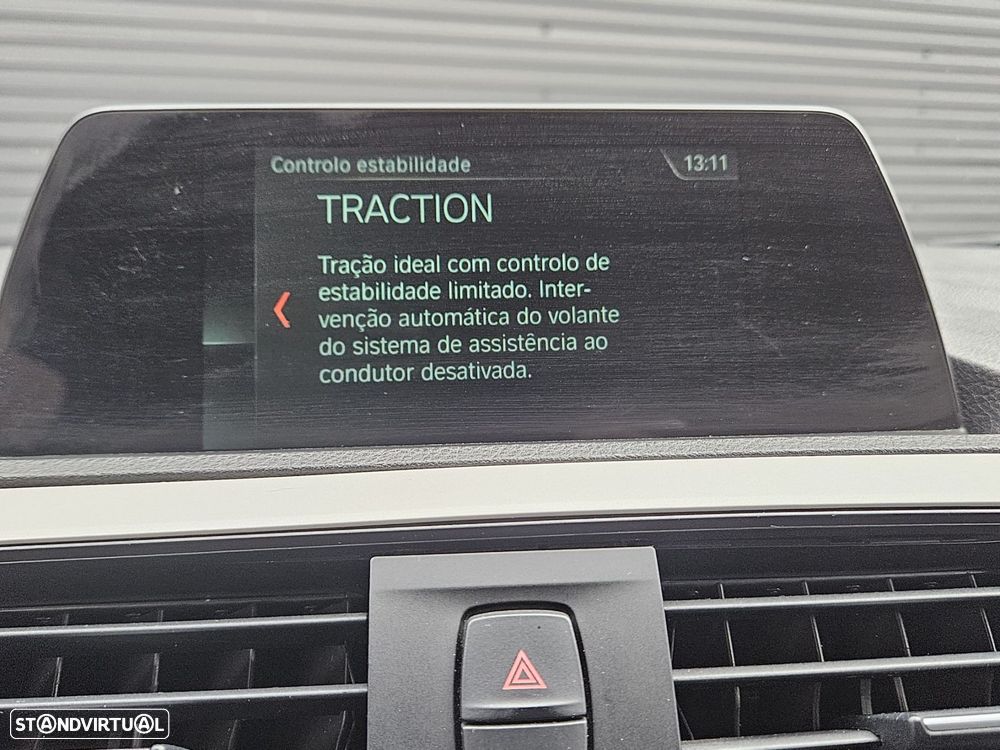 Controlo estabilidade
13:11
TRACTION
Tração ideal com controlo de
estabilidade limitado. Inter-
venção automática do volante
do sistema de assistência ao
condutor desativada.
STANDVIRTUAL